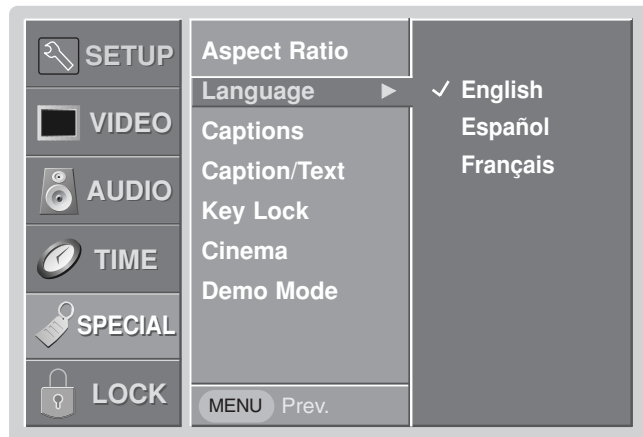 SETUP
VIDEO
AUDIO
TIME
SPECIAL
LOCK
Aspect Ratio
Language ►
Captions
Caption/Text
Key Lock
Cinema
Demo Mode
MENU Prev.
✓ English
Español
Français